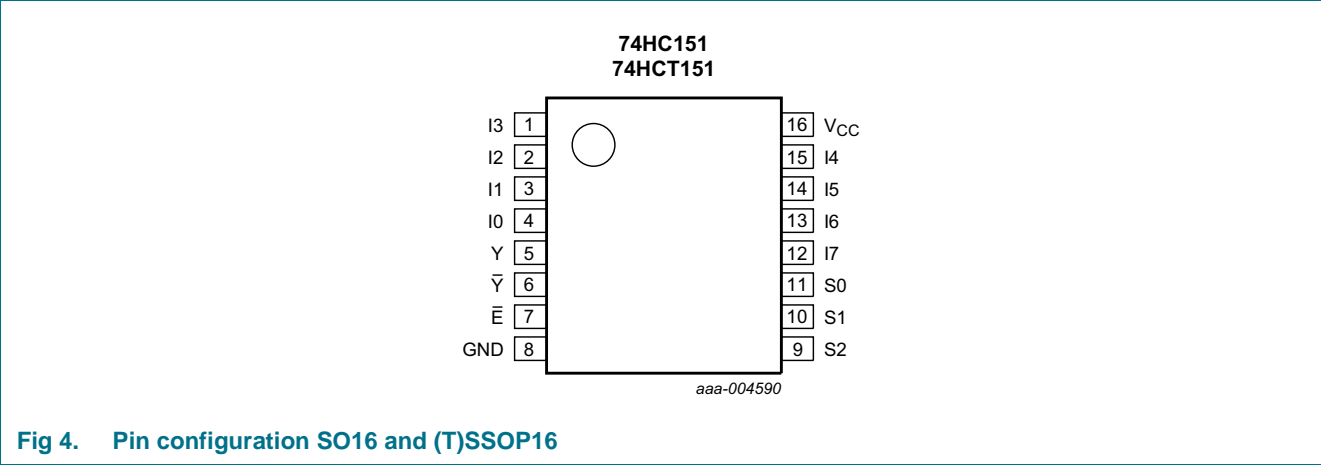 74HC151
74HCT151
I3 1 16 VCC
I2 2 15 I4
I1 3 14 I5
I0 4 13 I6
Y 5 12 I7
Y̅ 6 11 S0
E̅ 7 10 S1
GND 8 9 S2
aaa-004590
Fig 4. Pin configuration SO16 and (T)SSOP16